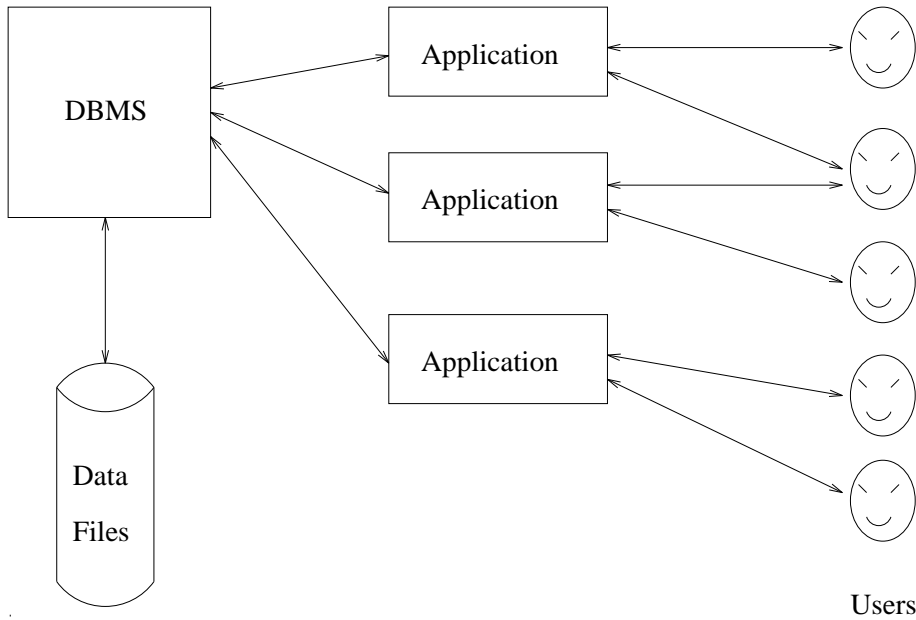 DBMS
Application
Application
Application
Data
Files
Users